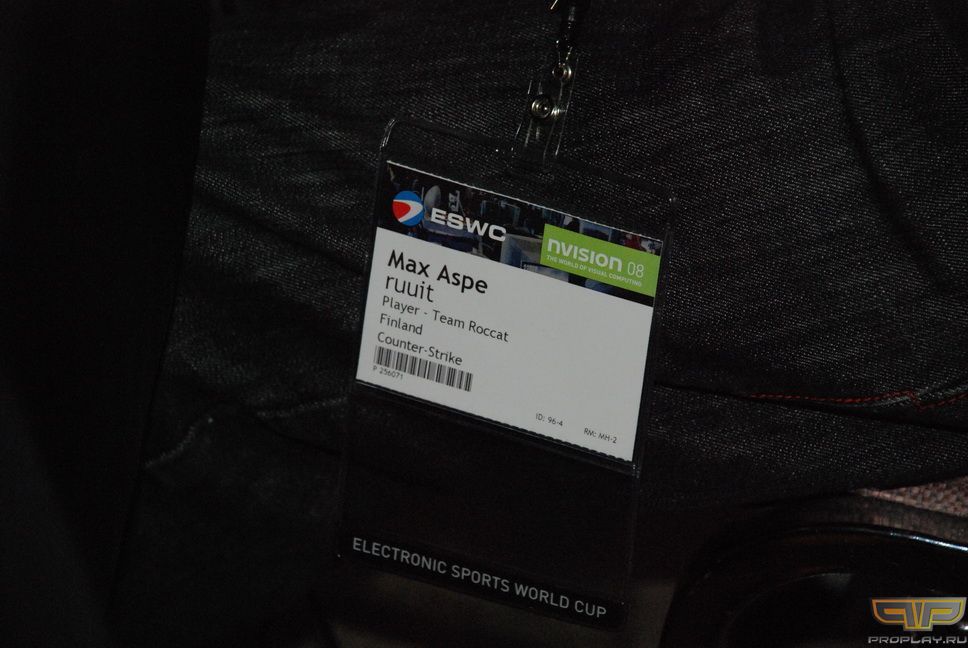 ESWC
nVISION 08
THE WORLD OF VISUAL COMPUTING
Max Aspe
ruuit
Player - Team Roccat
Finland
Counter-Strike
P 256071
ID: 96-4 RM: MH-2
ELECTRONIC SPORTS WORLD CUP
PROPLAY.RU